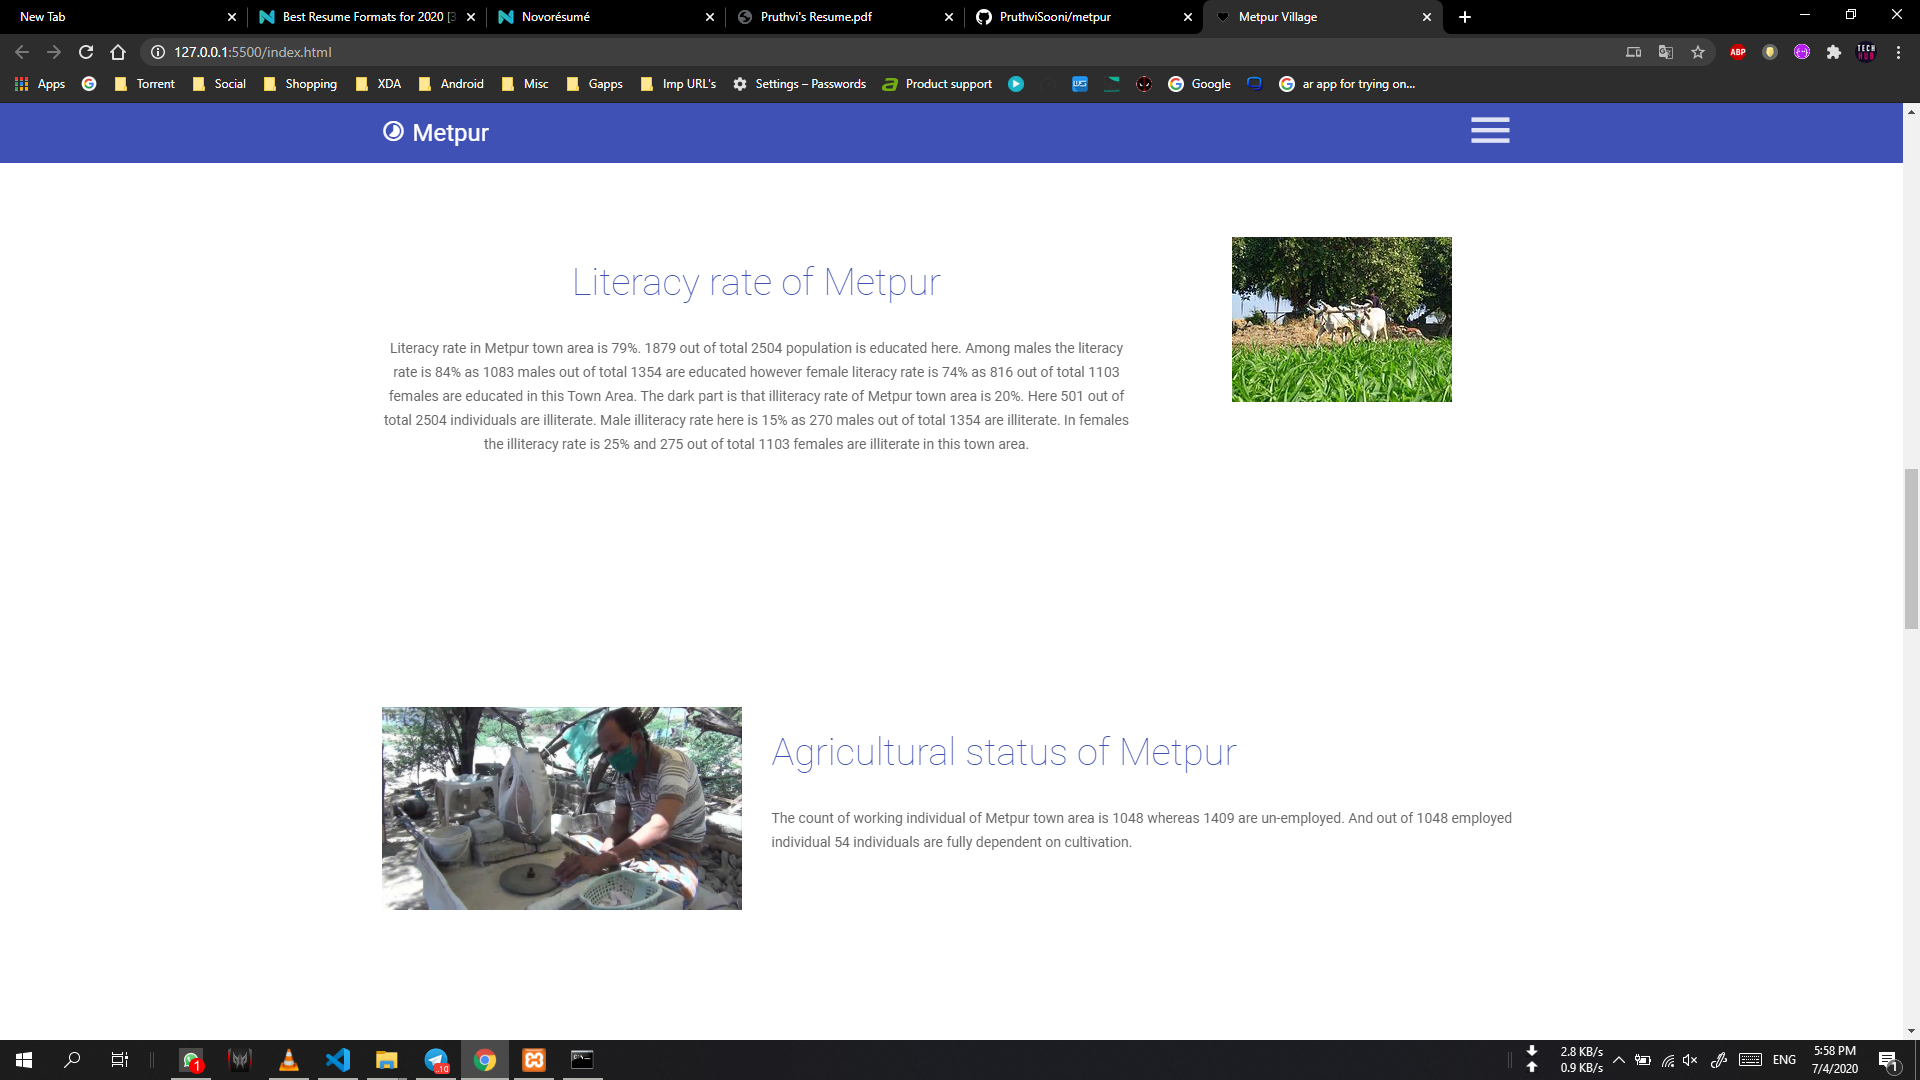 New Tab
Best Resume Formats for 2020 [3
Novorésumé
Pruthvi's Resume.pdf
PruthviSooni/metpur
Metpur Village
127.0.0.1:5500/index.html
ABP
TECH HUB
Apps
Torrent
Social
Shopping
XDA
Android
Misc
Gapps
Imp URL's
Settings – Passwords
Product support
Google
ar app for trying on...
Metpur
Literacy rate of Metpur
Literacy rate in Metpur town area is 79%. 1879 out of total 2504 population is educated here. Among males the literacy
rate is 84% as 1083 males out of total 1354 are educated however female literacy rate is 74% as 816 out of total 1103
females are educated in this Town Area. The dark part is that illiteracy rate of Metpur town area is 20%. Here 501 out of
total 2504 individuals are illiterate. Male illiteracy rate here is 15% as 270 males out of total 1354 are illiterate. In females
the illiteracy rate is 25% and 275 out of total 1103 females are illiterate in this town area.
Agricultural status of Metpur
The count of working individual of Metpur town area is 1048 whereas 1409 are un-employed. And out of 1048 employed
individual 54 individuals are fully dependent on cultivation.
1
..10
2.8 KB/s
0.9 KB/s
ENG
5:58 PM
7/4/2020
1